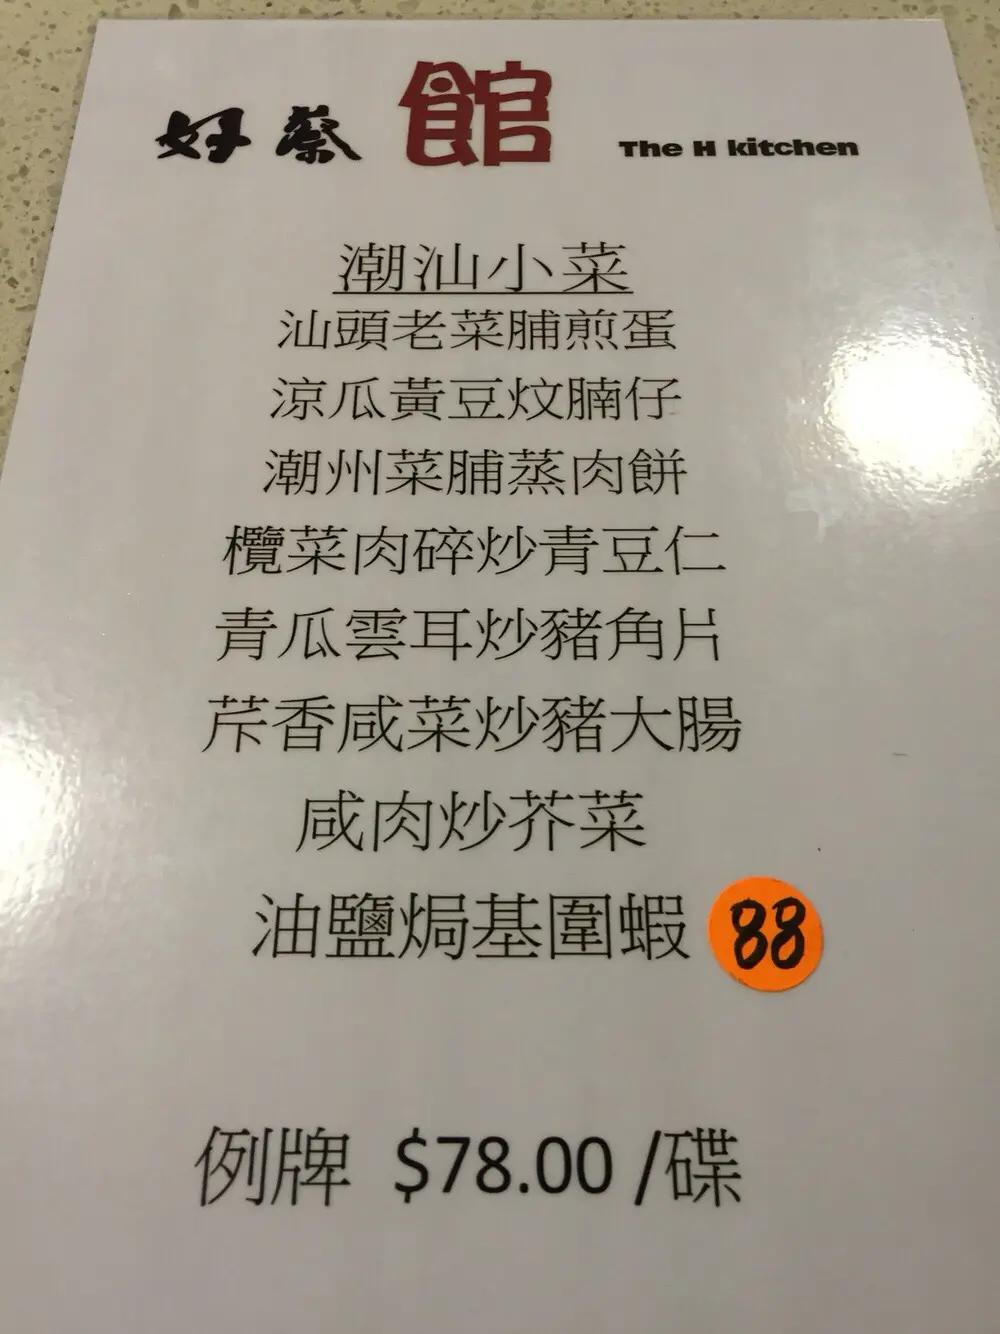 好蔡館 The H kitchen
潮汕小菜
汕頭老菜脯煎蛋
涼瓜黃豆炆腩仔
潮州菜脯蒸肉餅
欖菜肉碎炒青豆仁
青瓜雲耳炒豬角片
芹香咸菜炒豬大腸
咸肉炒芥菜
油鹽焗基圍蝦 88
例牌 $78.00 /碟